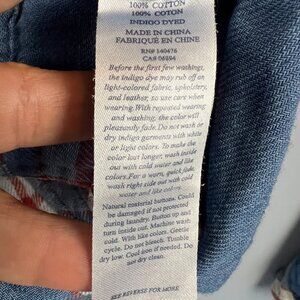 100% COTTON
100% COTON
INDIGO DYED
MADE IN CHINA
FABRIQUÉ EN CHINE
RN# 140476
CA# 06894
Before the first few washing,
the indigo dye may rub off on
light-colored fabric, upholstery,
and leather, so use care when
wearing. With repeated wearing
and washing, the color will
pleasantly fade. Do not wash or
dry indigo garments with white
or light colors. To make the
color last longer, wash inside
out with cold water and like
colors. For a warm, quick fade,
wash right side out with cold
water and like colors.
Natural material buttons. Could
be damaged if not protected
during laundry. Button up and
turn inside out. Machine wash
cold. With like colors. Gentle
cycle. Do not bleach. Tumble
dry low. Cool iron if needed. Do
not dry clean.
SEE REVERSE FOR MORE